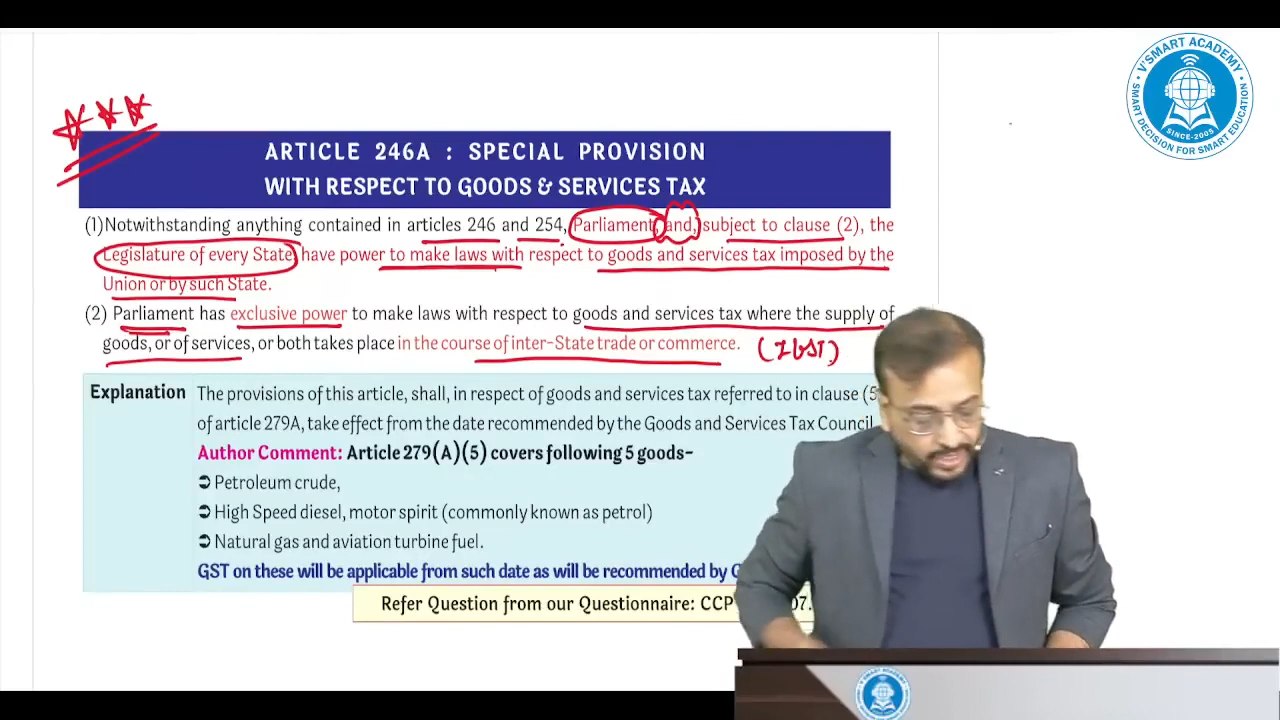 V'SMART ACADEMY
SINCE-2005
SMART DECISION FOR SMART EDUCATION
ARTICLE 246A : SPECIAL PROVISION
WITH RESPECT TO GOODS & SERVICES TAX
(1)Notwithstanding anything contained in articles 246 and 254, Parliament, and, subject to clause (2), the
Legislature of every State have power to make laws with respect to goods and services tax imposed by the
Union or by such State.
(2) Parliament has exclusive power to make laws with respect to goods and services tax where the supply of
goods, or of services, or both takes place in the course of inter-State trade or commerce. (IGST)
Explanation The provisions of this article, shall, in respect of goods and services tax referred to in clause (5
of article 279A, take effect from the date recommended by the Goods and Services Tax Council
Author Comment: Article 279(A)(5) covers following 5 goods-
➲ Petroleum crude,
➲ High Speed diesel, motor spirit (commonly known as petrol)
➲ Natural gas and aviation turbine fuel.
GST on these will be applicable from such date as will be recommended by
Refer Question from our Questionnaire: CCP 07.